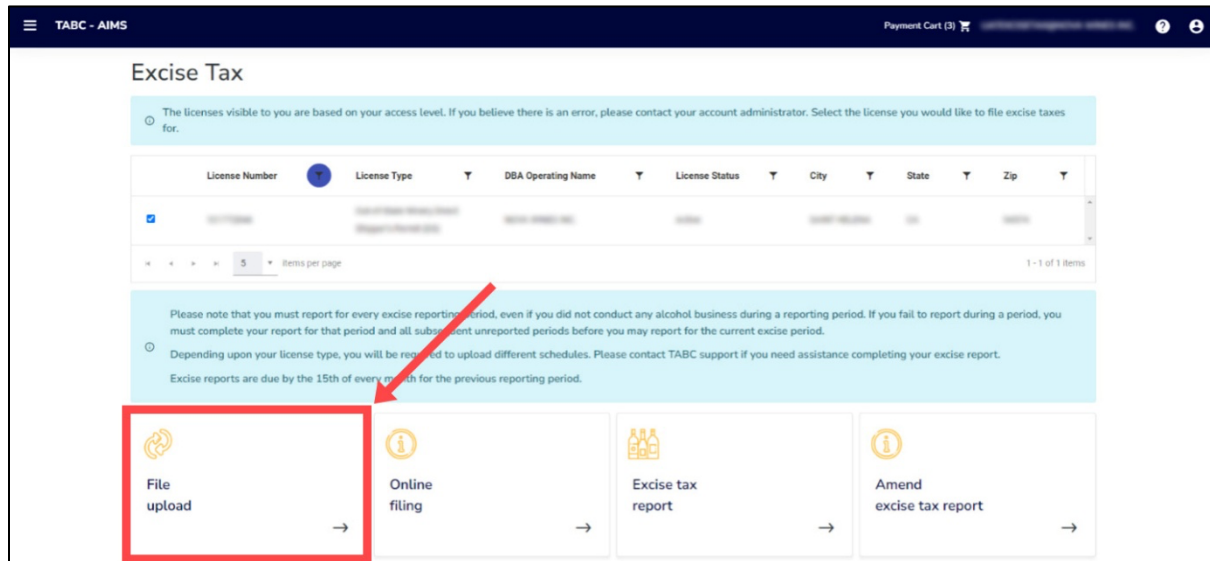 TABC - AIMS
Payment Cart (3)
Excise Tax
The licenses visible to you are based on your access level. If you believe there is an error, please contact your account administrator. Select the license you would like to file excise taxes
for.
License Number License Type DBA Operating Name License Status City State Zip
5 items per page 1 - 1 of 1 items
Please note that you must report for every excise reporting period, even if you did not conduct any alcohol business during a reporting period. If you fail to report during a period, you
must complete your report for that period and all subsequent unreported periods before you may report for the current excise period.
Depending upon your license type, you will be required to upload different schedules. Please contact TABC support if you need assistance completing your excise report.
Excise reports are due by the 15th of every month for the previous reporting period.
File
upload
Online
filing
Excise tax
report
Amend
excise tax report